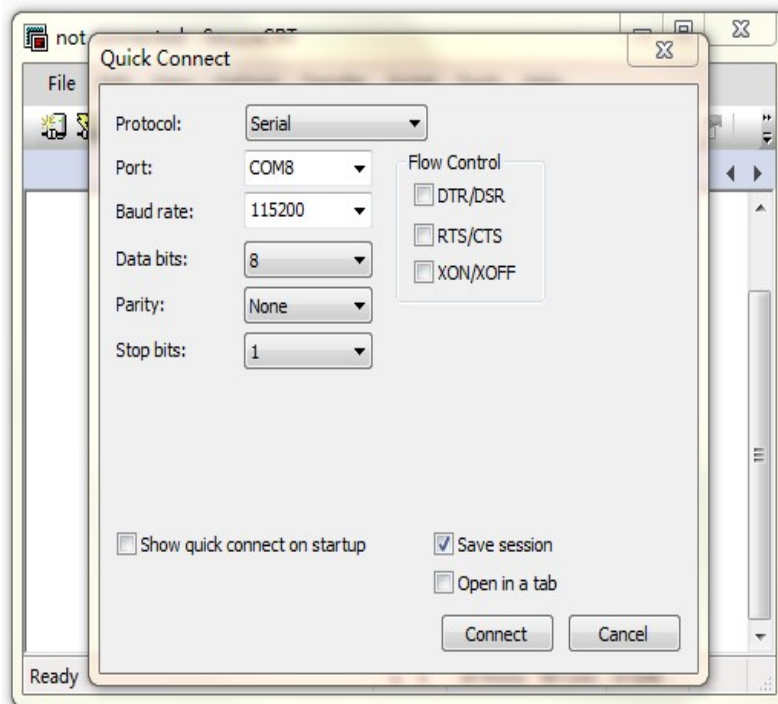 not
Quick Connect
File
Protocol: Serial
Port: COM8
Flow Control
DTR/DSR
Baud rate: 115200
RTS/CTS
Data bits: 8
XON/XOFF
Parity: None
Stop bits: 1
Show quick connect on startup
Save session
Open in a tab
Connect Cancel
Ready